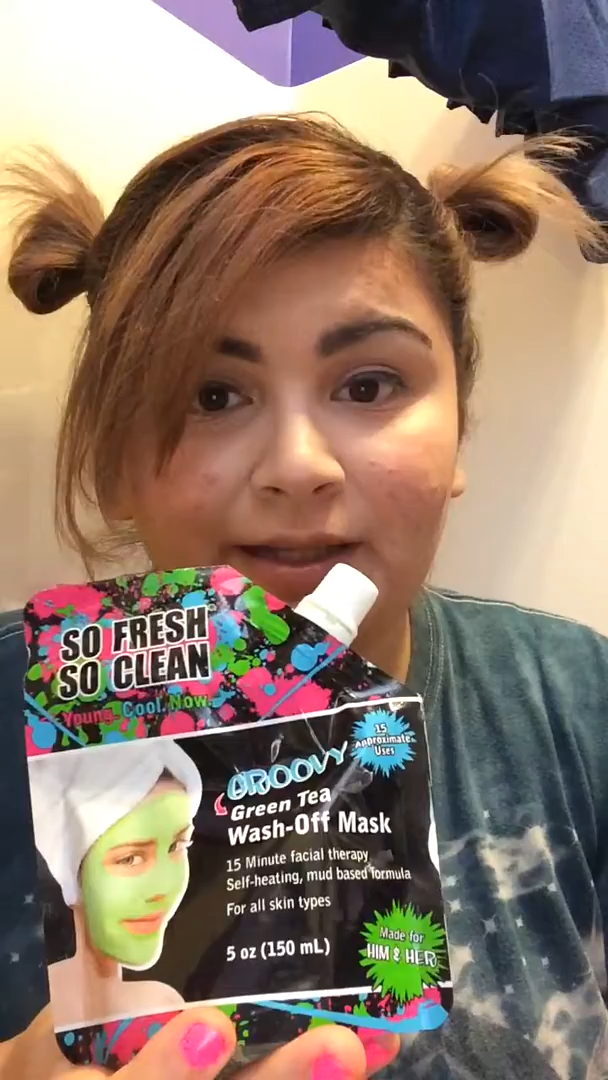 SO FRESH
SO CLEAN
Young. Cool. Now.
15
Approximate
Uses
GROOVY
Green Tea
Wash-Off Mask
15 Minute facial therapy
Self-heating, mud based formula
For all skin types
5 oz (150 mL)
Made for
HIM & HER